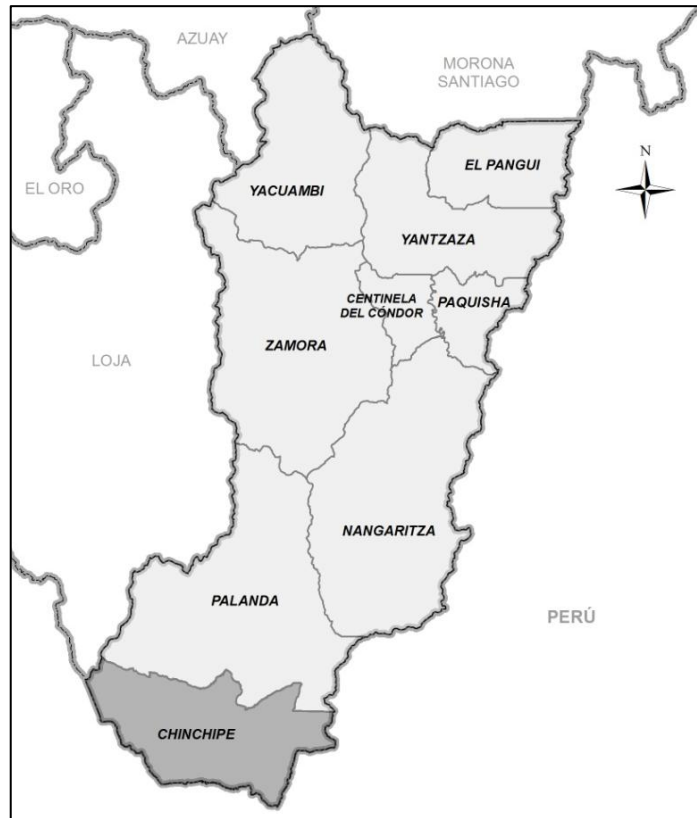 AZUAY
MORONA
SANTIAGO
N
EL PANGUI
EL ORO
YACUAMBI
YANTZAZA
CENTINELA
DEL CÓNDOR
PAQUISHA
ZAMORA
LOJA
NANGARITZA
PALANDA
PERÚ
CHINCHIPE